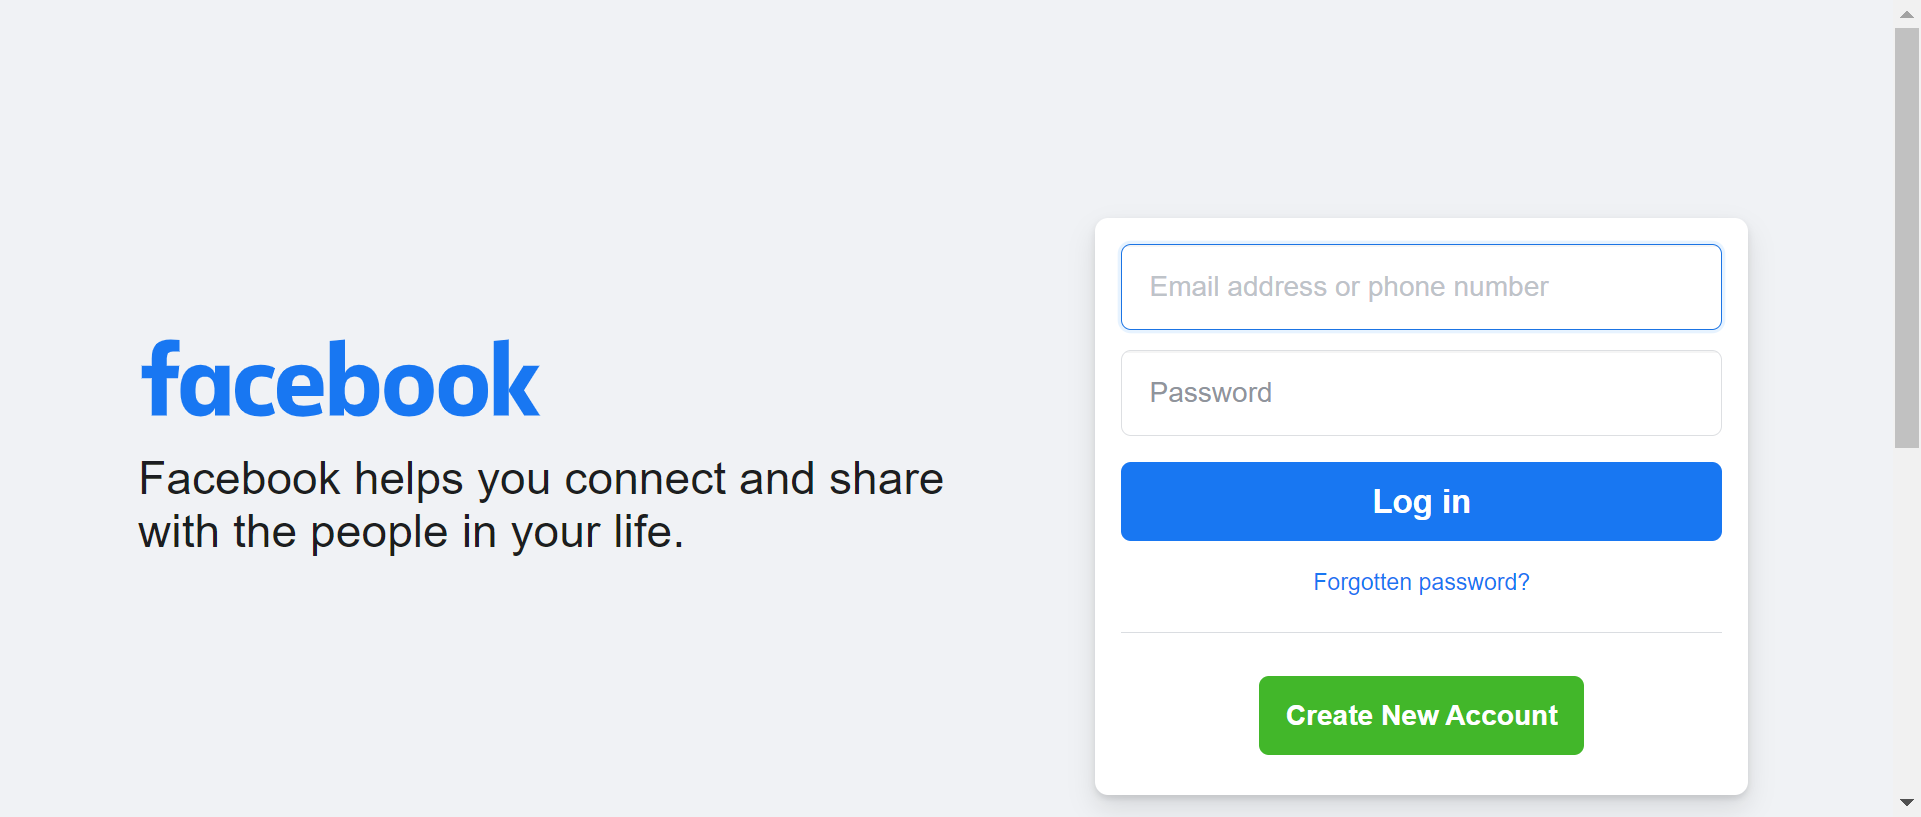 facebook
Facebook helps you connect and share
with the people in your life.
Email address or phone number
Password
Log in
Forgotten password?
Create New Account